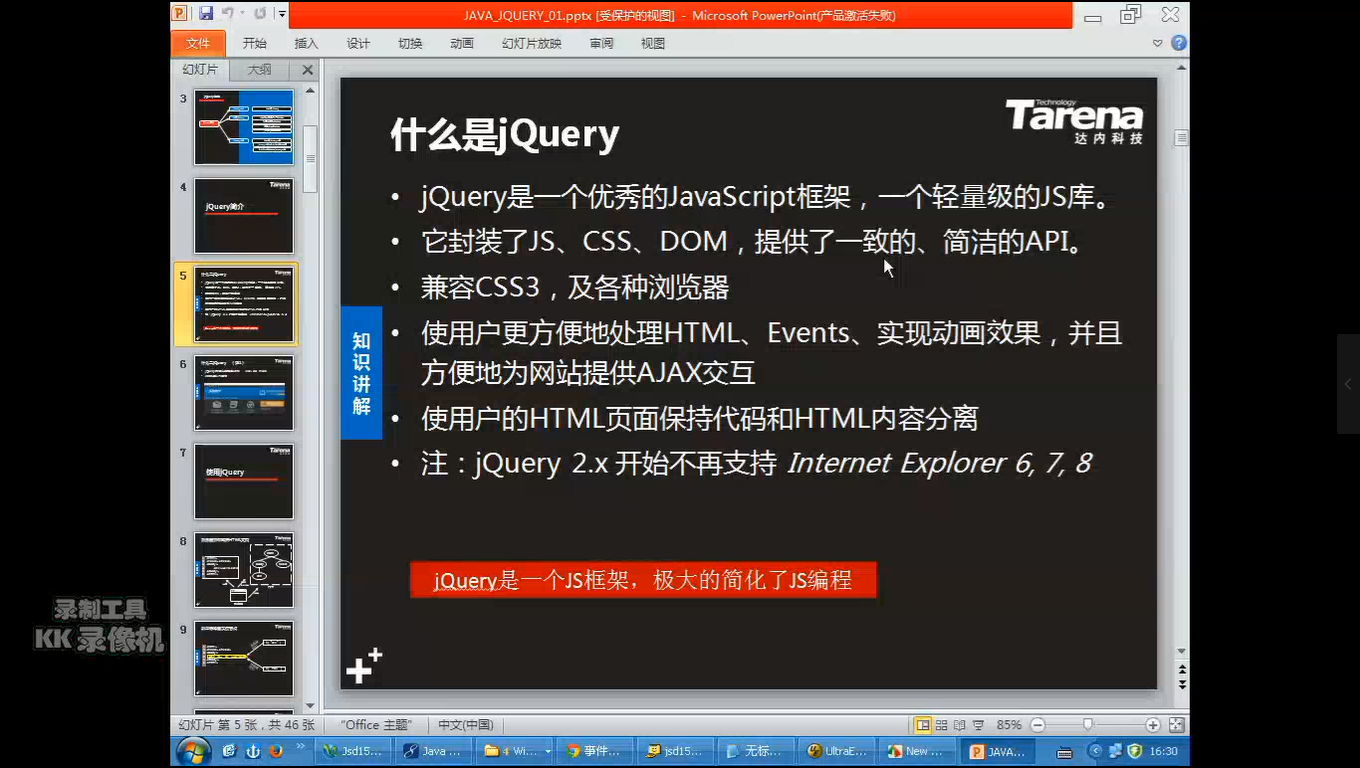 JAVA_JQUERY_01.pptx [受保护的视图] - Microsoft PowerPoint(产品激活失败)
文件 开始 插入 设计 切换 动画 幻灯片放映 审阅 视图
幻灯片 大纲
3
4
jQuery简介
5
6
7
使用jQuery
8
9
什么是jQuery
Technology
Tarena
达内科技
• jQuery是一个优秀的JavaScript框架，一个轻量级的JS库。
• 它封装了JS、CSS、DOM，提供了一致的、简洁的API。
• 兼容CSS3，及各种浏览器
• 使用户更方便地处理HTML、Events、实现动画效果，并且
方便地为网站提供AJAX交互
• 使用户的HTML页面保持代码和HTML内容分离
• 注：jQuery 2.x 开始不再支持 Internet Explorer 6, 7, 8
知识讲解
jQuery是一个JS框架，极大的简化了JS编程
录制工具
KK 录像机
幻灯片 第 5 张，共 46 张 "Office 主题" 中文(中国) 85%
Jsd15... Java ... 4 Wi... 事件... jsd15... 无标... UltraE... New ... JAVA... 16:30